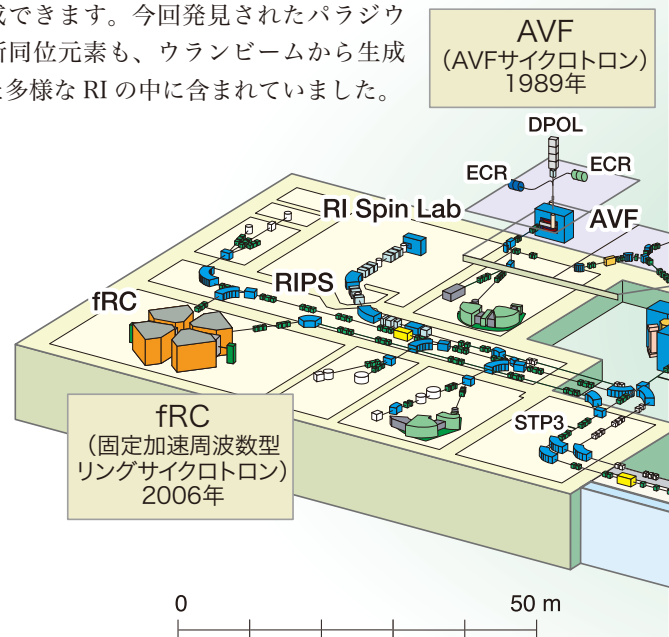 成できます。今回発見されたパラジウ
新同位元素も、ウランビームから生成
た多様な RI の中に含まれていました。
AVF
（AVFサイクロトロン）
1989年
DPOL
ECR
ECR
RI Spin Lab
AVF
RIPS
fRC
fRC
（固定加速周波数型
リングサイクロトロン）
2006年
STP3
0
50 m